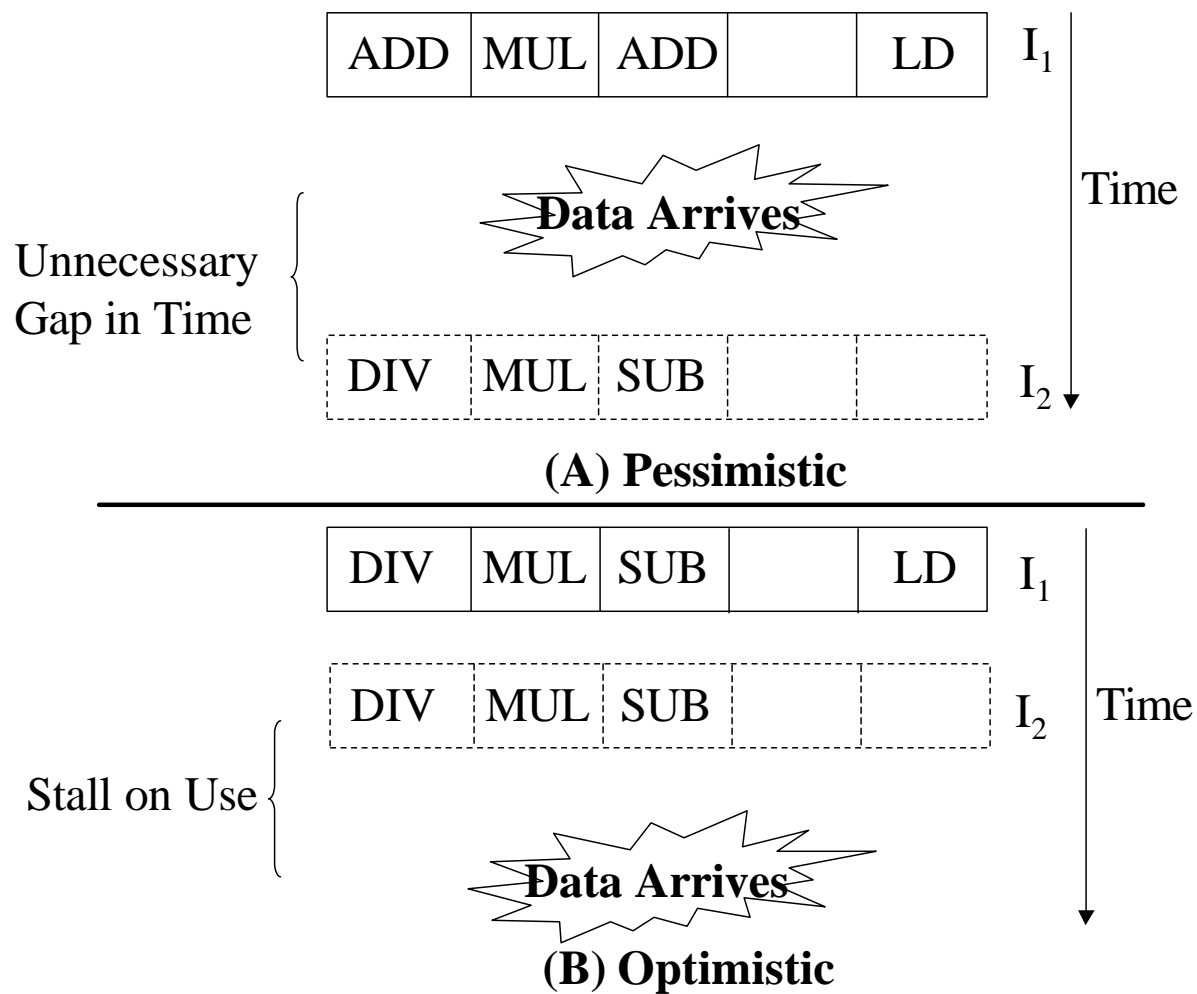 ADD MUL ADD LD I1
Data Arrives
Time
Unnecessary
Gap in Time
DIV MUL SUB I2
(A) Pessimistic
DIV MUL SUB LD I1
DIV MUL SUB I2
Time
Stall on Use
Data Arrives
(B) Optimistic